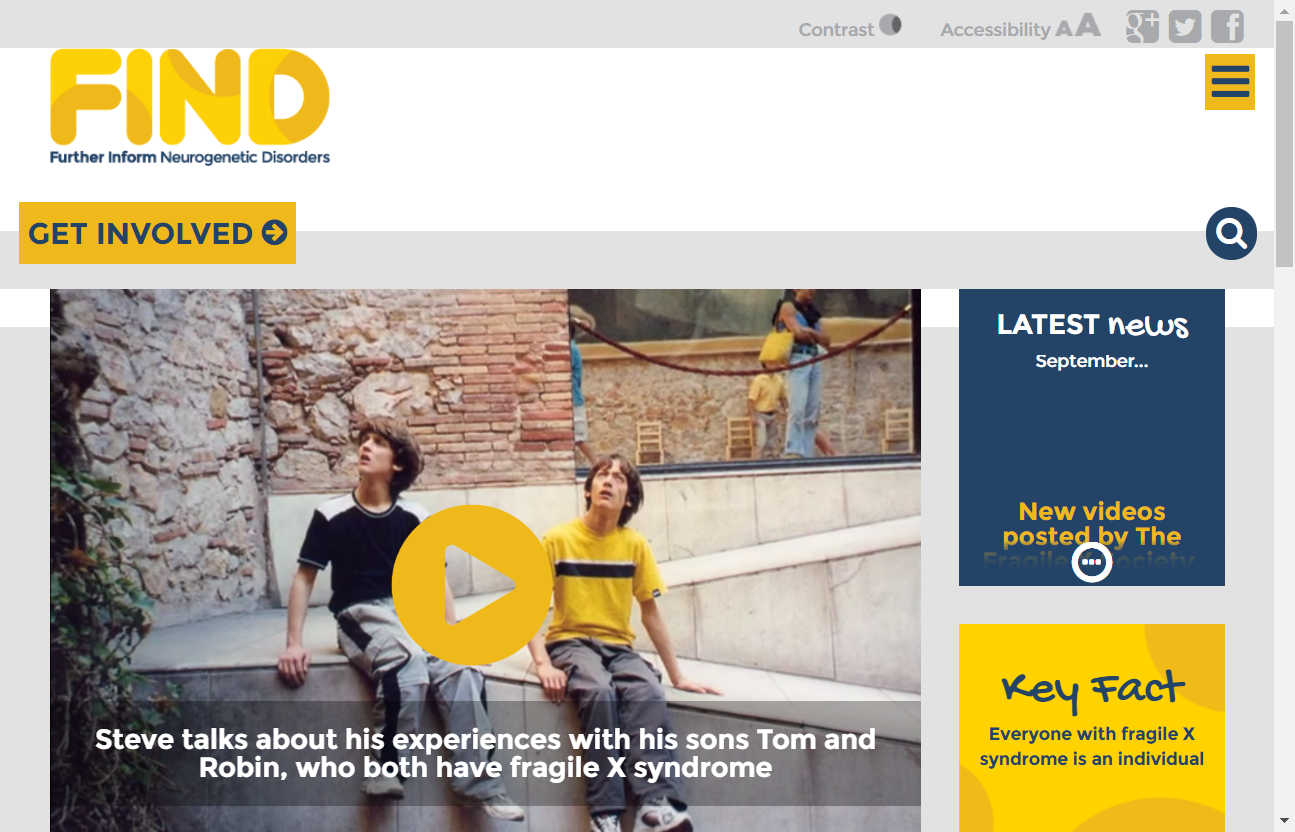 Contrast
Accessibility AA
g+
FIND
Further Inform Neurogenetic Disorders
GET INVOLVED
LATEST news
September...
New videos
posted by The
Fragile X Society
Steve talks about his experiences with his sons Tom and
Robin, who both have fragile X syndrome
Key Fact
Everyone with fragile X
syndrome is an individual